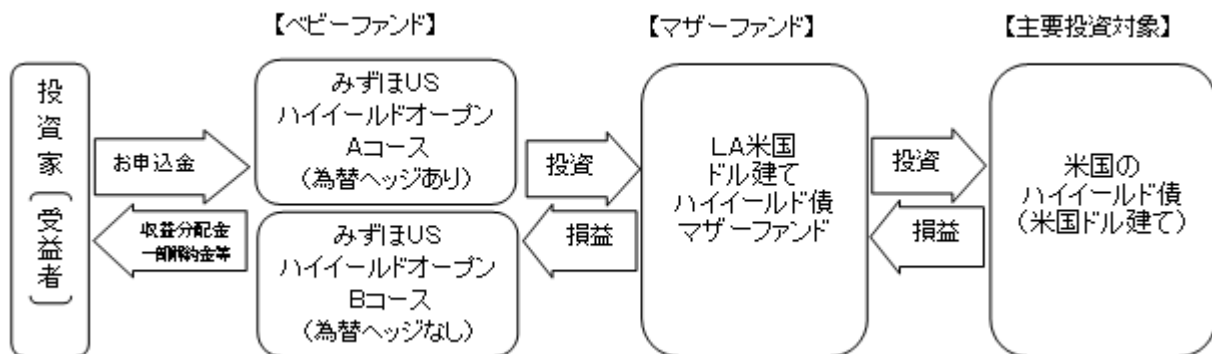 【ベビーファンド】
【マザーファンド】
【主要投資対象】
投資家(受益者)
お申込金
収益分配金
一部解約金等
みずほUS
ハイイールドオープン
Aコース
(為替ヘッジあり)
みずほUS
ハイイールドオープン
Bコース
(為替ヘッジなし)
投資
損益
LA米国
ドル建て
ハイイールド債
マザーファンド
投資
損益
米国の
ハイイールド債
(米国ドル建て)